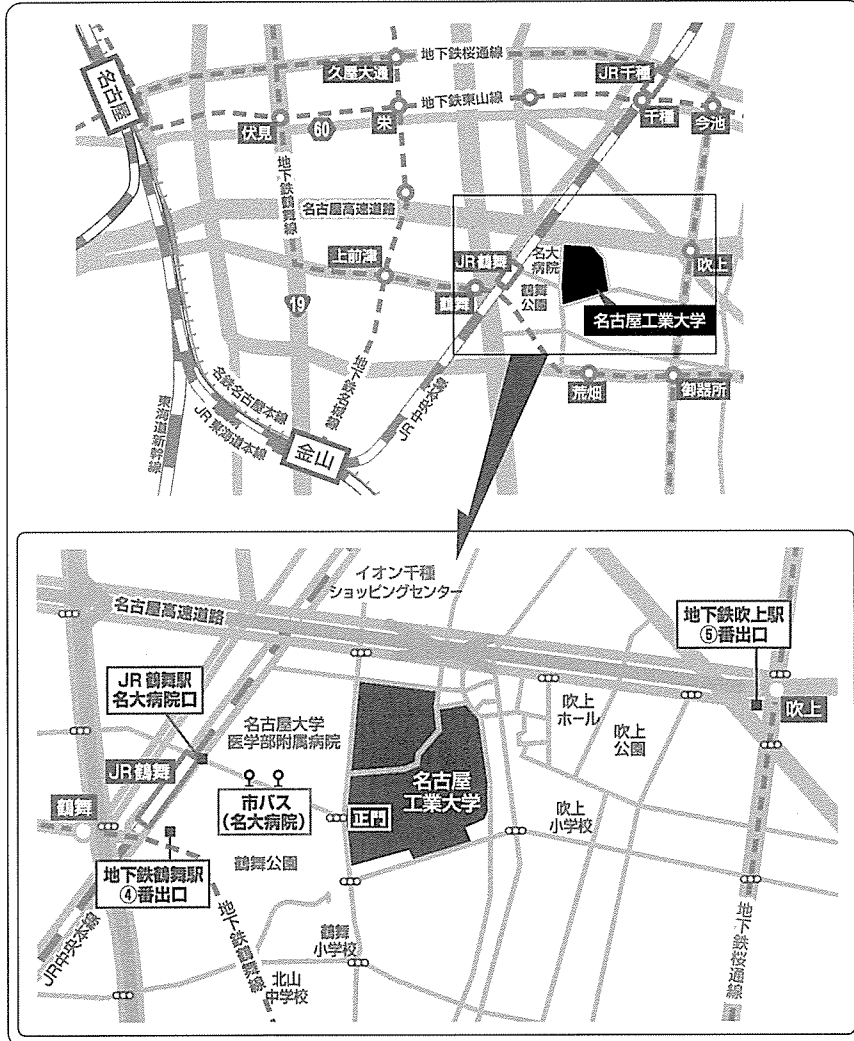 名古屋
久屋大通
地下鉄桜通線
JR千種
伏見
60
栄
地下鉄東山線
千種
今池
地下鉄鶴舞線
名古屋高速道路
上前津
JR鶴舞
名大
病院
吹上
鶴舞
鶴舞
公園
名古屋工業大学
19
名鉄名古屋本線
JR東海道本線
東海道新幹線
地下鉄名城線
JR中央本線
金山
荒畑
御器所
イオン千種
ショッピングセンター
名古屋高速道路
地下鉄吹上駅
⑤番出口
JR鶴舞駅
名大病院口
名古屋大学
医学部附属病院
吹上
ホール
吹上
公園
吹上
JR鶴舞
鶴舞
市バス
(名大病院)
正門
名古屋
工業大学
吹上
小学校
地下鉄鶴舞駅
④番出口
鶴舞公園
JR中央本線
地下鉄鶴舞線
鶴舞
小学校
北山
中学校
地下鉄桜通線